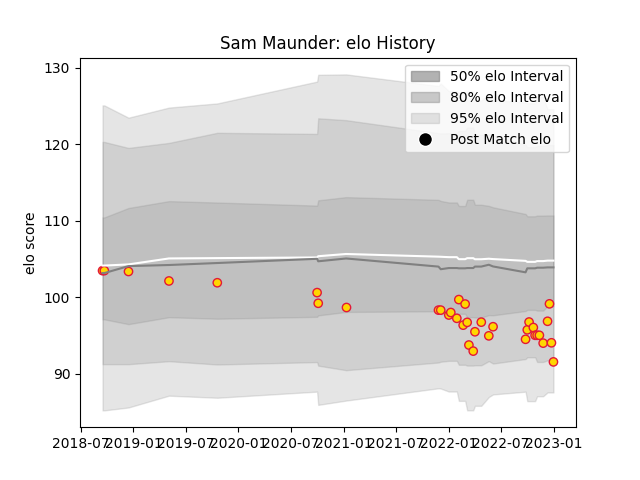 Sam Maunder: elo History
elo score
130
120
110
100
90
50% elo Interval
80% elo Interval
95% elo Interval
Post Match elo
2018-07
2019-01
2019-07
2020-01
2020-07
2021-01
2021-07
2022-01
2022-07
2023-01